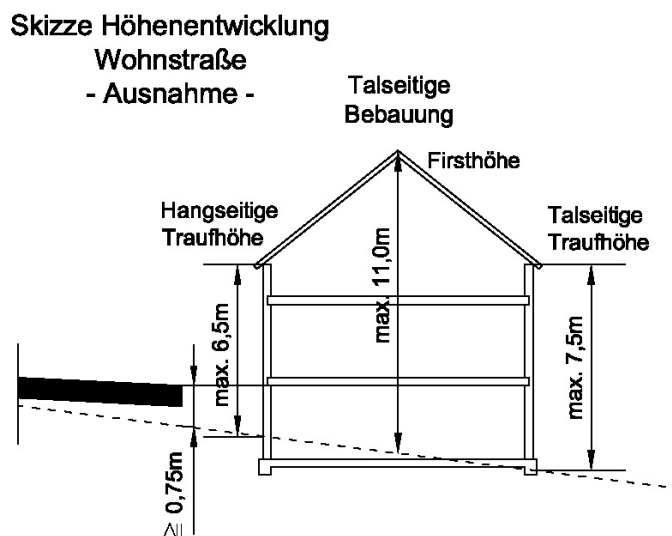 Skizze Höhenentwicklung
Wohnstraße
- Ausnahme -
Talseitige
Bebauung
Firsthöhe
Hangseitige
Traufhöhe
Talseitige
Traufhöhe
max. 6,5m
max. 11,0m
max. 7,5m
≥ 0,75m